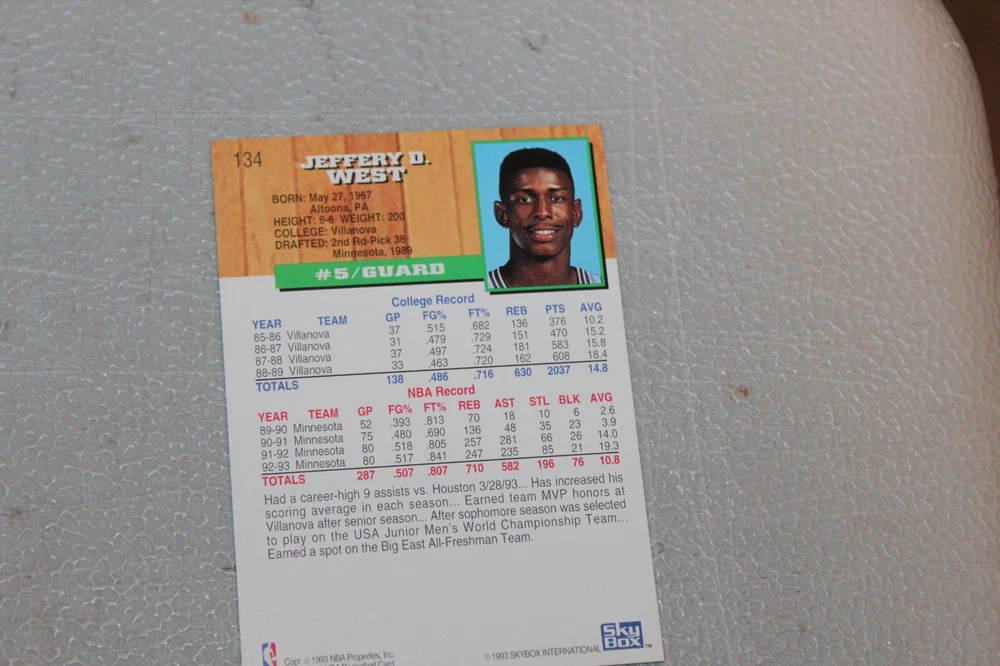 134
JEFFERY D.
WEST
BORN: May 27, 1967
Altoona, PA
HEIGHT: 6-6 WEIGHT: 200
COLLEGE: Villanova
DRAFTED: 2nd Rd-Pick 38
Minnesota, 1989
#5/GUARD
College Record
YEAR TEAM GP FG% FT% REB PTS AVG
85-86 Villanova 37 .515 .682 136 376 10.2
86-87 Villanova 31 .479 .729 151 470 15.2
87-88 Villanova 37 .497 .724 181 583 15.8
88-89 Villanova 33 .463 .720 162 608 18.4
TOTALS 138 .486 .716 630 2037 14.8
NBA Record
YEAR TEAM GP FG% FT% REB AST STL BLK AVG
89-90 Minnesota 52 .393 .813 70 18 10 6 2.6
90-91 Minnesota 75 .480 .690 136 48 35 23 3.9
91-92 Minnesota 80 .518 .805 257 281 66 26 14.0
92-93 Minnesota 80 .517 .841 247 235 85 21 19.3
TOTALS 287 .507 .807 710 582 196 76 10.8
Had a career-high 9 assists vs. Houston 3/28/93... Has increased his
scoring average in each season... Earned team MVP honors at
Villanova after senior season... After sophomore season was selected
to play on the USA Junior Men's World Championship Team...
Earned a spot on the Big East All-Freshman Team.
Copr. © 1993 NBA Properties, Inc.
Basketball Card
© 1993 SKYBOX INTERNATIONAL
SkyBox TM